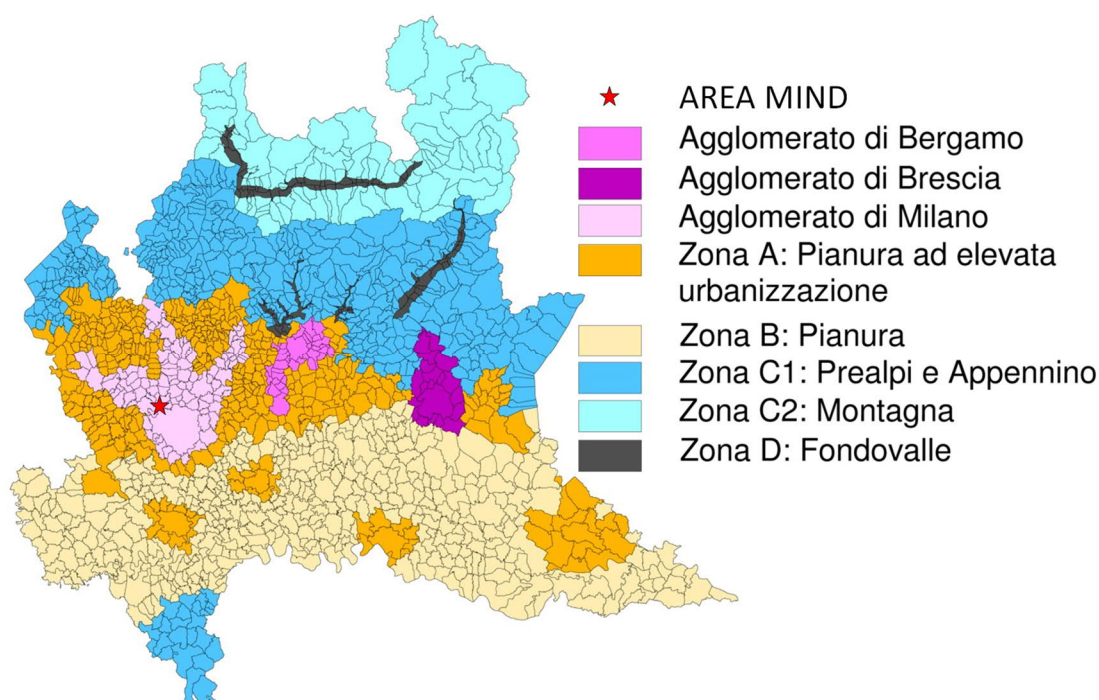 AREA MIND
Agglomerato di Bergamo
Agglomerato di Brescia
Agglomerato di Milano
Zona A: Pianura ad elevata
urbanizzazione
Zona B: Pianura
Zona C1: Prealpi e Appennino
Zona C2: Montagna
Zona D: Fondovalle